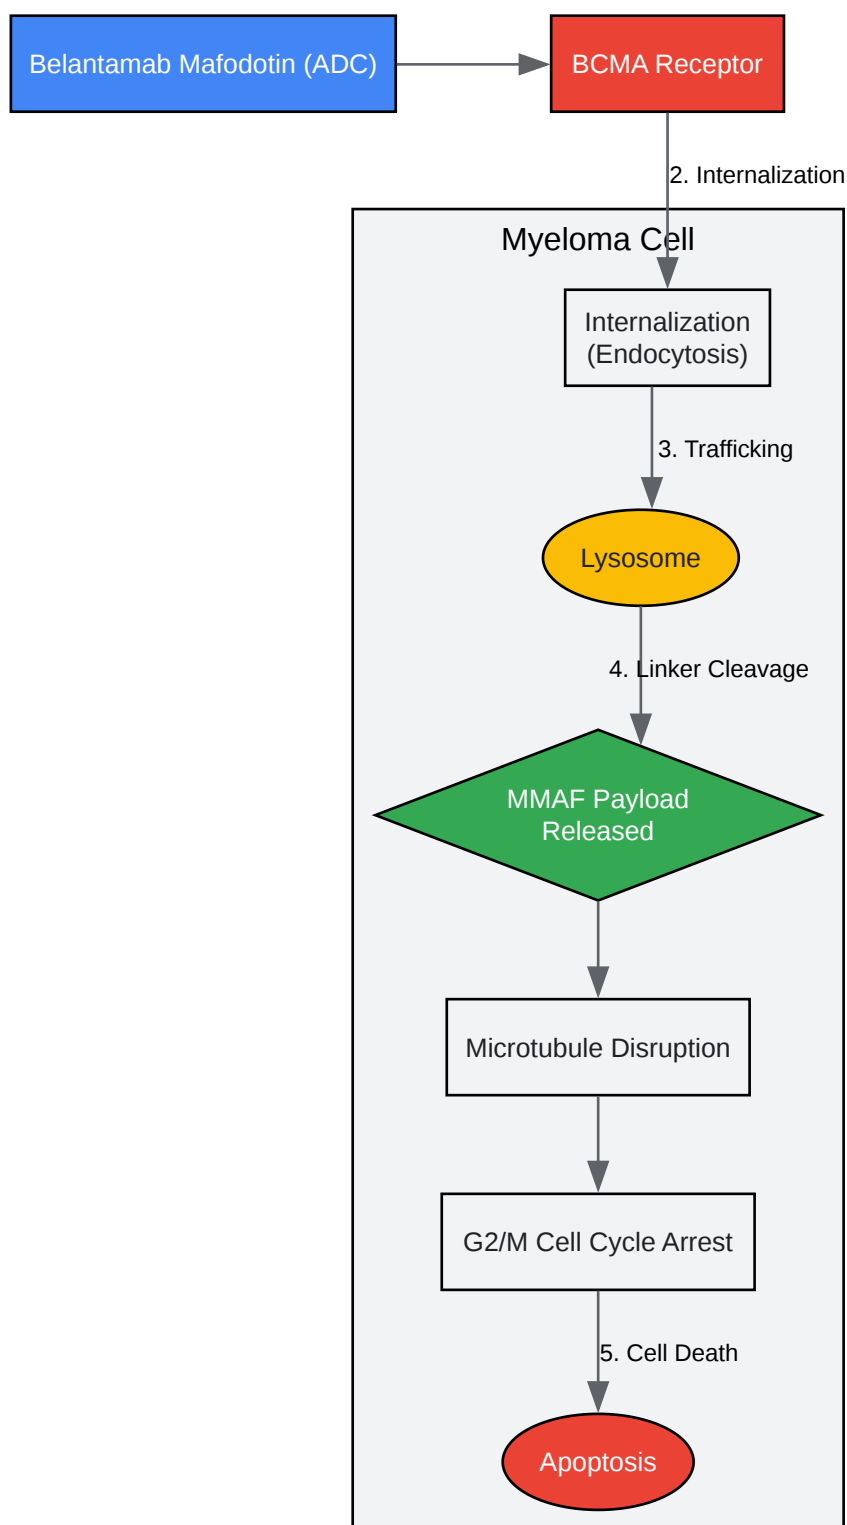 Belantamab Mafodotin (ADC)
BCMA Receptor
2. Internalization
Myeloma Cell
Internalization
(Endocytosis)
3. Trafficking
Lysosome
4. Linker Cleavage
MMAF Payload
Released
Microtubule Disruption
G2/M Cell Cycle Arrest
5. Cell Death
Apoptosis